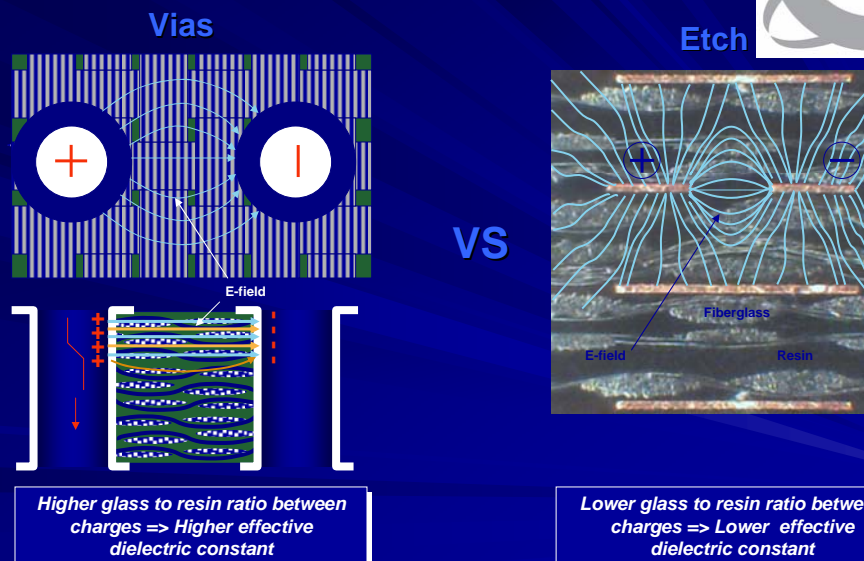 Vias
Etch
+
–
+
–
VS
E-field
+
+
+
+
-
-
-
-
Fiberglass
E-field
Resin
Higher glass to resin ratio between
charges => Higher effective
dielectric constant
Lower glass to resin ratio
charges => Lower effective
dielectric constant